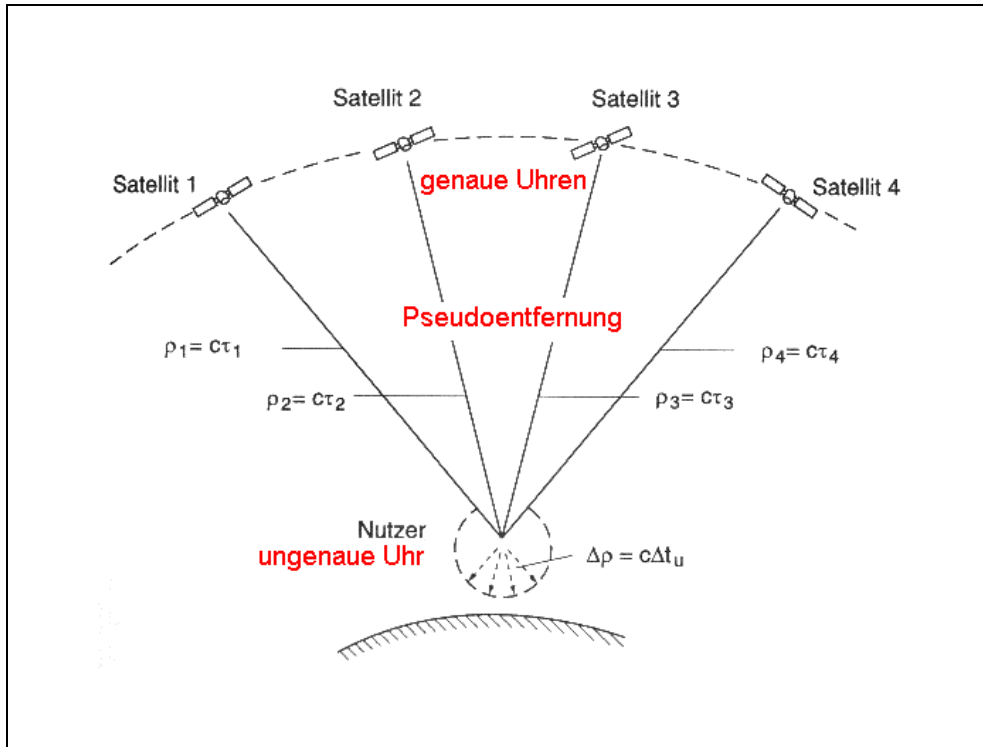 Satellit 2
Satellit 3
Satellit 1
genaue Uhren
Satellit 4
Pseudoentfernung
ρ₁= cτ₁
ρ₄= cτ₄
ρ₂= cτ₂
ρ₃= cτ₃
Nutzer
ungenaue Uhr
Δρ = cΔtᵤ